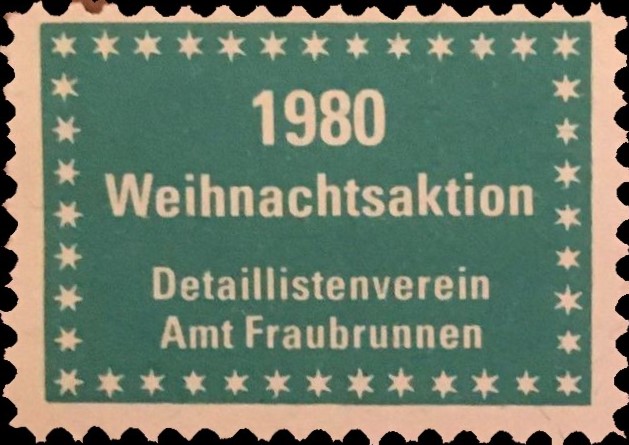 1980
Weihnachtsaktion
Detaillistenverein
Amt Fraubrunnen